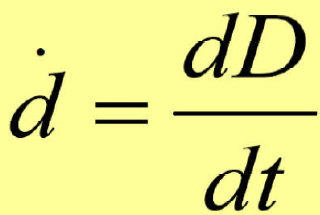 ḋ = dD/dt